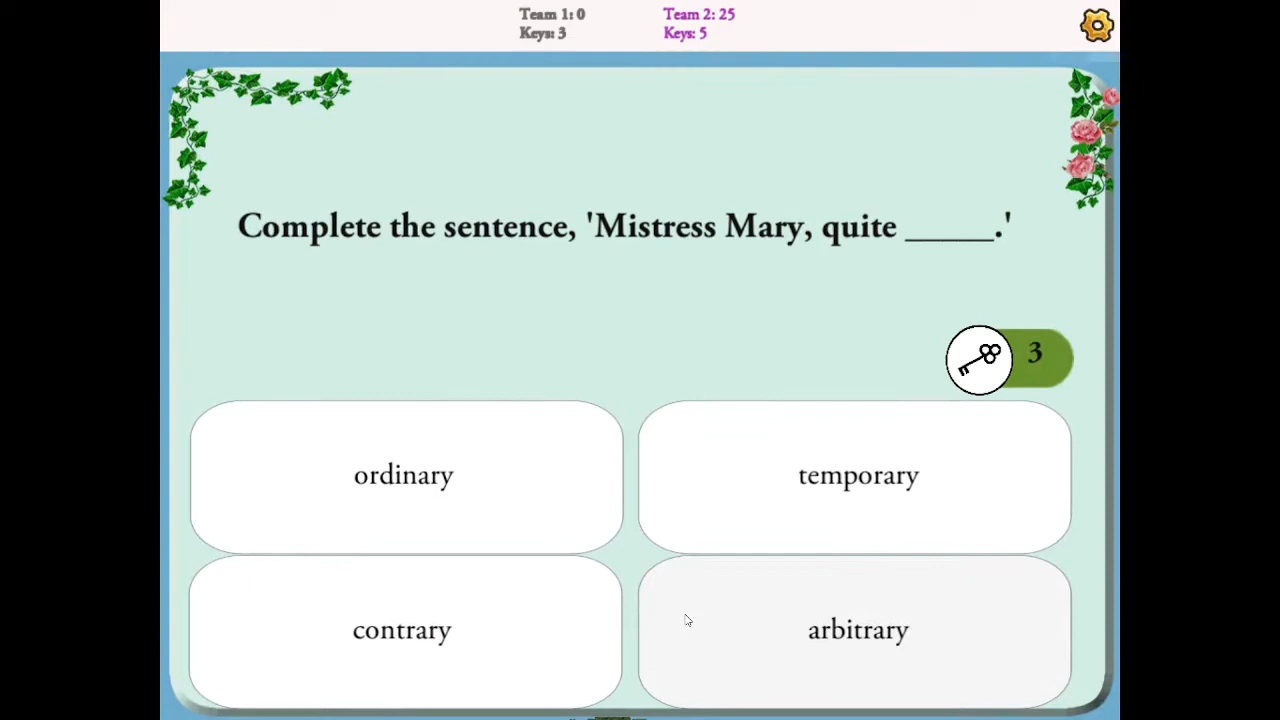 Team 1: 0
Keys: 3
Team 2: 25
Keys: 5
Complete the sentence, 'Mistress Mary, quite _____.'
3
ordinary
temporary
contrary
arbitrary